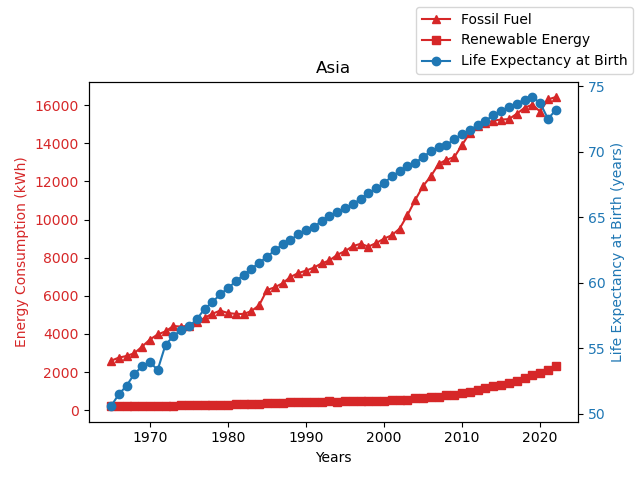 Fossil Fuel
Renewable Energy
Life Expectancy at Birth
Asia
16000
14000
12000
10000
8000
6000
4000
2000
0
Energy Consumption (kWh)
75
70
65
60
55
50
Life Expectancy at Birth (years)
1970 1980 1990 2000 2010 2020
Years